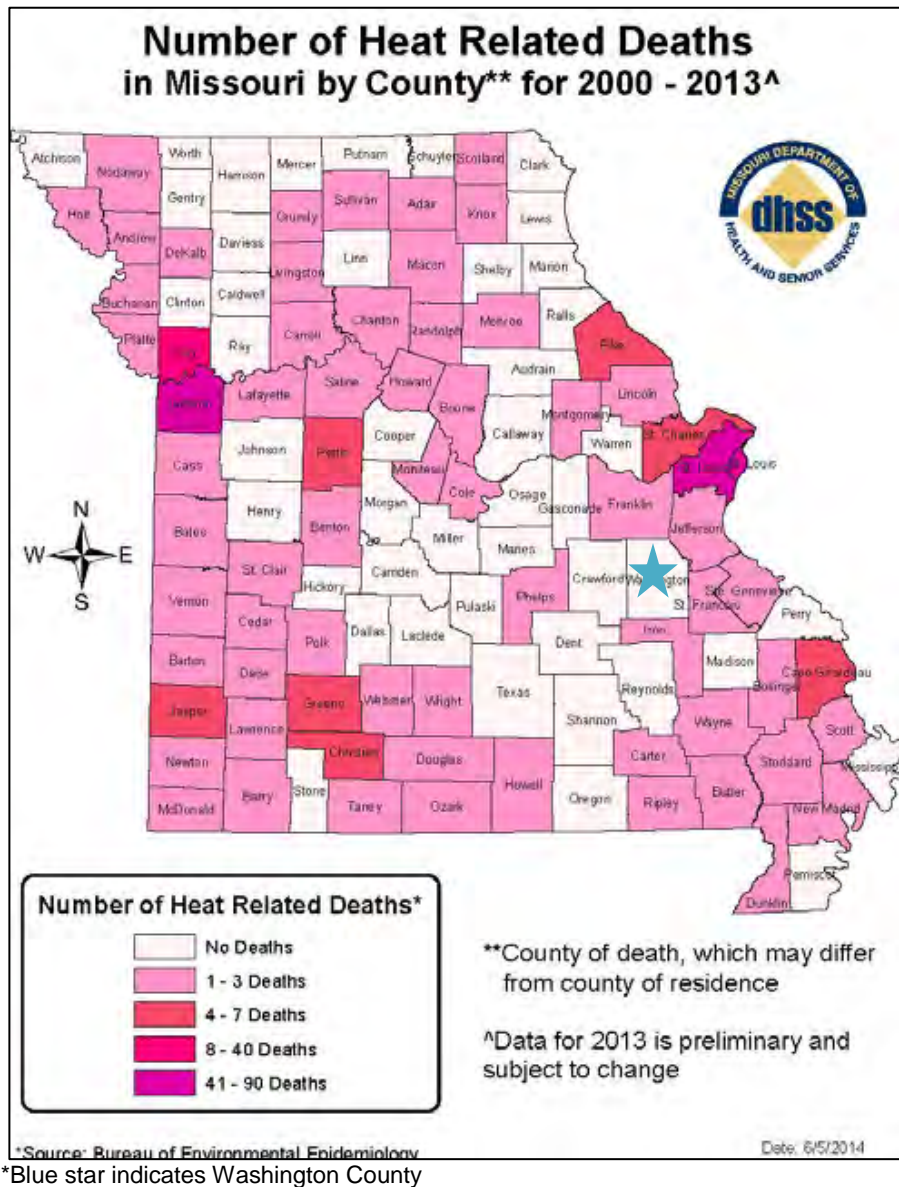 Number of Heat Related Deaths
in Missouri by County** for 2000 - 2013^
MISSOURI DEPARTMENT OF
dhss
HEALTH AND SENIOR SERVICES
Atchison
Nodaway
Worth
Harrison
Mercer
Putnam
Schuyler
Scotland
Clark
Gentry
Holt
Andrew
DeKalb
Daviess
Grundy
Sullivan
Adair
Knox
Lewis
Linn
Macon
Shelby
Marion
Livingston
Buchanan
Clinton
Caldwell
Platte
Ray
Carroll
Chariton
Randolph
Monroe
Ralls
Pike
Audrain
Lafayette
Saline
Howard
Boone
Callaway
Montgomery
Lincoln
Warren
St. Charles
Johnson
Pettis
Cooper
Moniteau
Cole
Osage
Gasconade
Franklin
Cass
Jefferson
Bates
Henry
Benton
Morgan
Miller
Maries
N
W E
S
St. Clair
Hickory
Camden
Pulaski
Phelps
Crawford
Washington
St. Francois
Ste. Genevieve
Perry
Vernon
Cedar
Polk
Dallas
Laclede
Dent
Iron
Madison
Bollinger
Cape Girardeau
Barton
Dade
Webster
Wright
Texas
Reynolds
Jasper
Greene
Lawrence
Christian
Douglas
Shannon
Wayne
Scott
Newton
Howell
Carter
Stoddard
Mississippi
McDonald
Barry
Stone
Taney
Ozark
Oregon
Ripley
Butler
New Madrid
Dunklin
Pemiscot
Number of Heat Related Deaths*
No Deaths
1 - 3 Deaths
4 - 7 Deaths
8 - 40 Deaths
41 - 90 Deaths
**County of death, which may differ
from county of residence
^Data for 2013 is preliminary and
subject to change
*Source: Bureau of Environmental Epidemiology
Date: 6/5/2014
*Blue star indicates Washington County